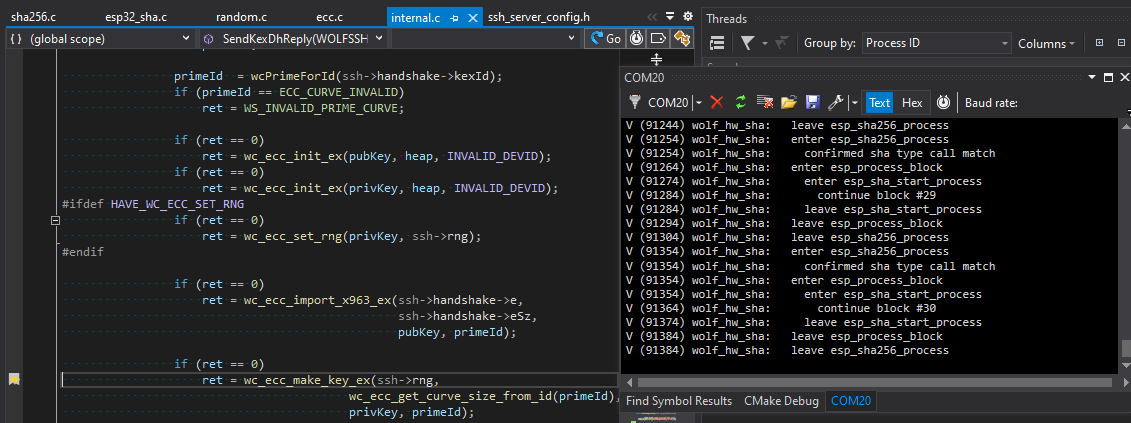 sha256.c esp32_sha.c random.c ecc.c internal.c ssh_server_config.h
{ } (global scope) SendKexDhReply(WOLFSSH Go
primeId = wcPrimeForId(ssh->handshake->kexId);
if (primeId == ECC_CURVE_INVALID)
ret = WS_INVALID_PRIME_CURVE;
if (ret == 0)
ret = wc_ecc_init_ex(pubKey, heap, INVALID_DEVID);
if (ret == 0)
ret = wc_ecc_init_ex(privKey, heap, INVALID_DEVID);
#ifdef HAVE_WC_ECC_SET_RNG
if (ret == 0)
ret = wc_ecc_set_rng(privKey, ssh->rng);
#endif
if (ret == 0)
ret = wc_ecc_import_x963_ex(ssh->handshake->e,
ssh->handshake->eSz,
pubKey, primeId);
if (ret == 0)
ret = wc_ecc_make_key_ex(ssh->rng,
wc_ecc_get_curve_size_from_id(primeId),
privKey, primeId);
Threads
Group by: Process ID Columns
COM20
COM20 Text Hex Baud rate:
V (91244) wolf_hw_sha: leave esp_sha256_process
V (91254) wolf_hw_sha: enter esp_sha256_process
V (91254) wolf_hw_sha: confirmed sha type call match
V (91264) wolf_hw_sha: enter esp_process_block
V (91274) wolf_hw_sha: enter esp_sha_start_process
V (91284) wolf_hw_sha: continue block #29
V (91284) wolf_hw_sha: leave esp_sha_start_process
V (91294) wolf_hw_sha: leave esp_process_block
V (91304) wolf_hw_sha: leave esp_sha256_process
V (91354) wolf_hw_sha: enter esp_sha256_process
V (91354) wolf_hw_sha: confirmed sha type call match
V (91354) wolf_hw_sha: enter esp_process_block
V (91354) wolf_hw_sha: enter esp_sha_start_process
V (91364) wolf_hw_sha: continue block #30
V (91374) wolf_hw_sha: leave esp_sha_start_process
V (91384) wolf_hw_sha: leave esp_process_block
V (91384) wolf_hw_sha: leave esp_sha256_process
Find Symbol Results CMake Debug COM20